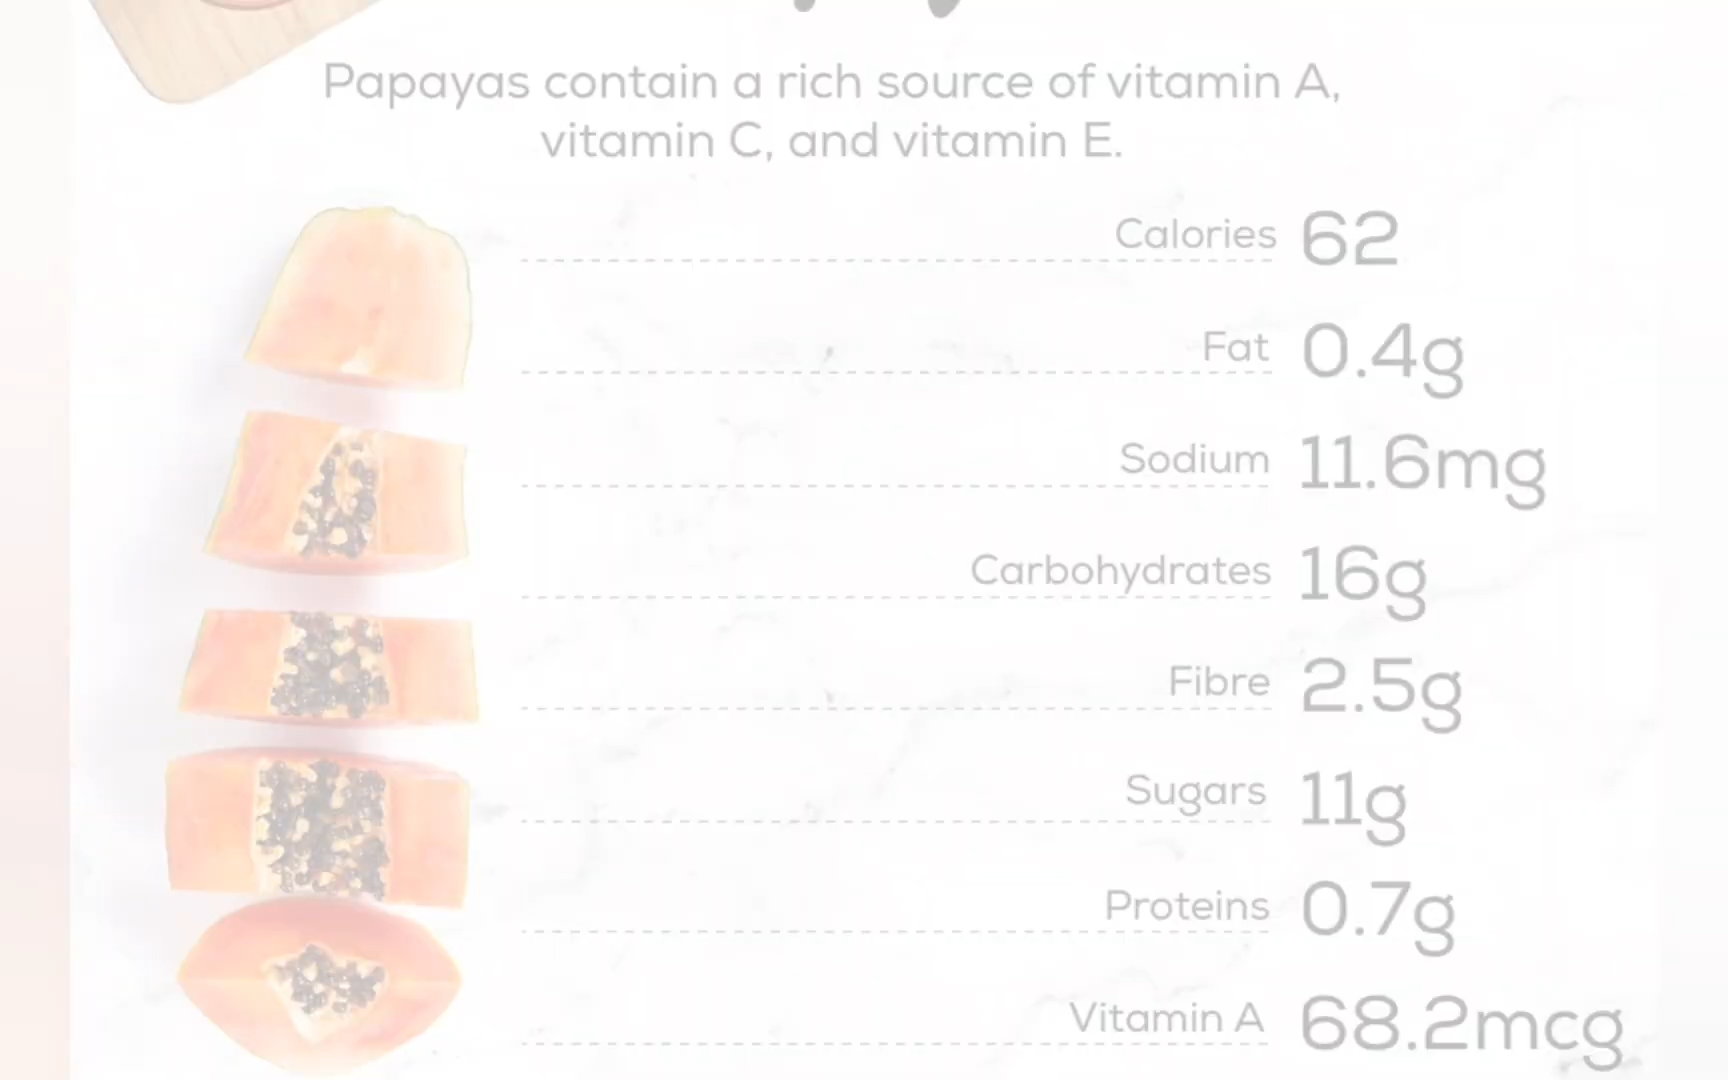 Papayas contain a rich source of vitamin A,
vitamin C, and vitamin E.
Calories 62
Fat 0.4g
Sodium 11.6mg
Carbohydrates 16g
Fibre 2.5g
Sugars 11g
Proteins 0.7g
Vitamin A 68.2mcg